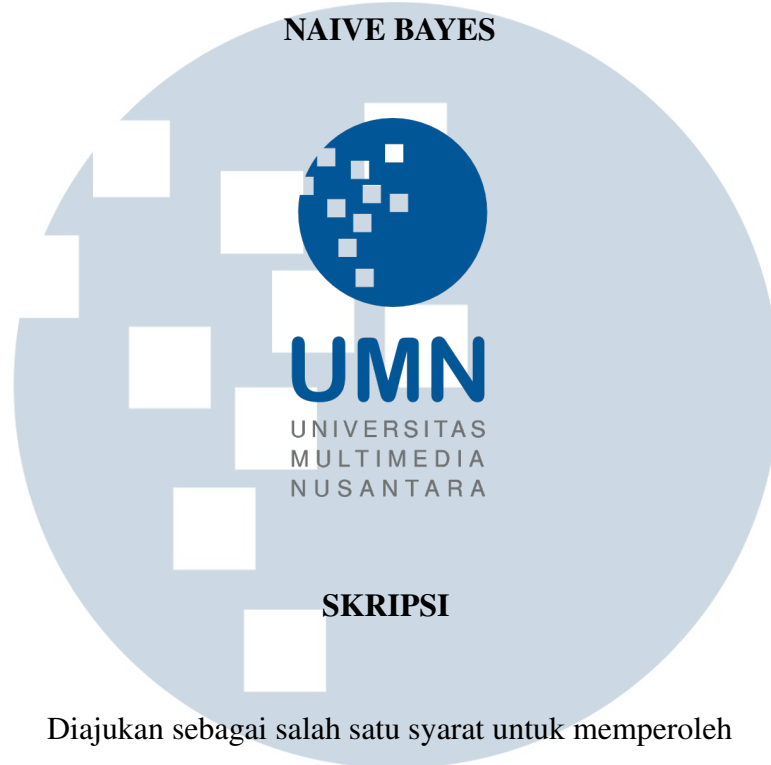 NAIVE BAYES
UMN
UNIVERSITAS
MULTIMEDIA
NUSANTARA
SKRIPSI
Diajukan sebagai salah satu syarat untuk memperoleh